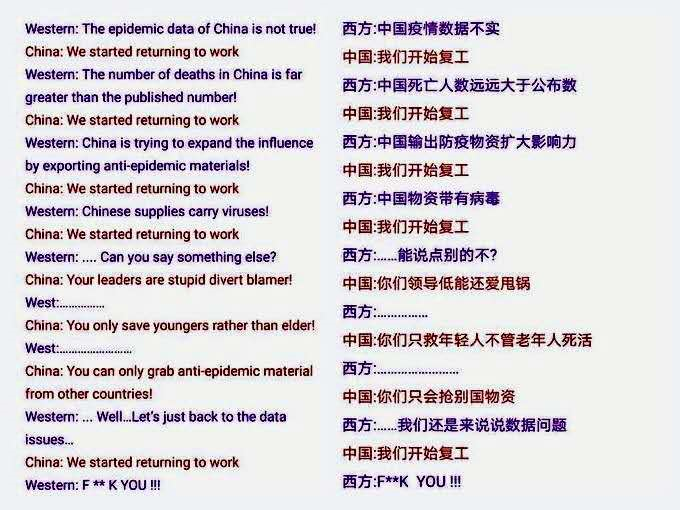 Western: The epidemic data of China is not true!
China: We started returning to work
Western: The number of deaths in China is far
greater than the published number!
China: We started returning to work
Western: China is trying to expand the influence
by exporting anti-epidemic materials!
China: We started returning to work
Western: Chinese supplies carry viruses!
China: We started returning to work
Western: .... Can you say something else?
China: Your leaders are stupid divert blamer!
West:...............
China: You only save youngers rather than elder!
West:........................
China: You can only grab anti-epidemic material
from other countries!
Western: ... Well...Let's just back to the data
issues...
China: We started returning to work
Western: F ** K YOU !!!
西方:中国疫情数据不实
中国:我们开始复工
西方:中国死亡人数远远大于公布数
中国:我们开始复工
西方:中国输出防疫物资扩大影响力
中国:我们开始复工
西方:中国物资带有病毒
中国:我们开始复工
西方:……能说点别的不?
中国:你们领导低能还爱甩锅
西方:……………
中国:你们只救年轻人不管老年人死活
西方:……………………
中国:你们只会抢别国物资
西方:……我们还是来说说数据问题
中国:我们开始复工
西方:F**K YOU !!!